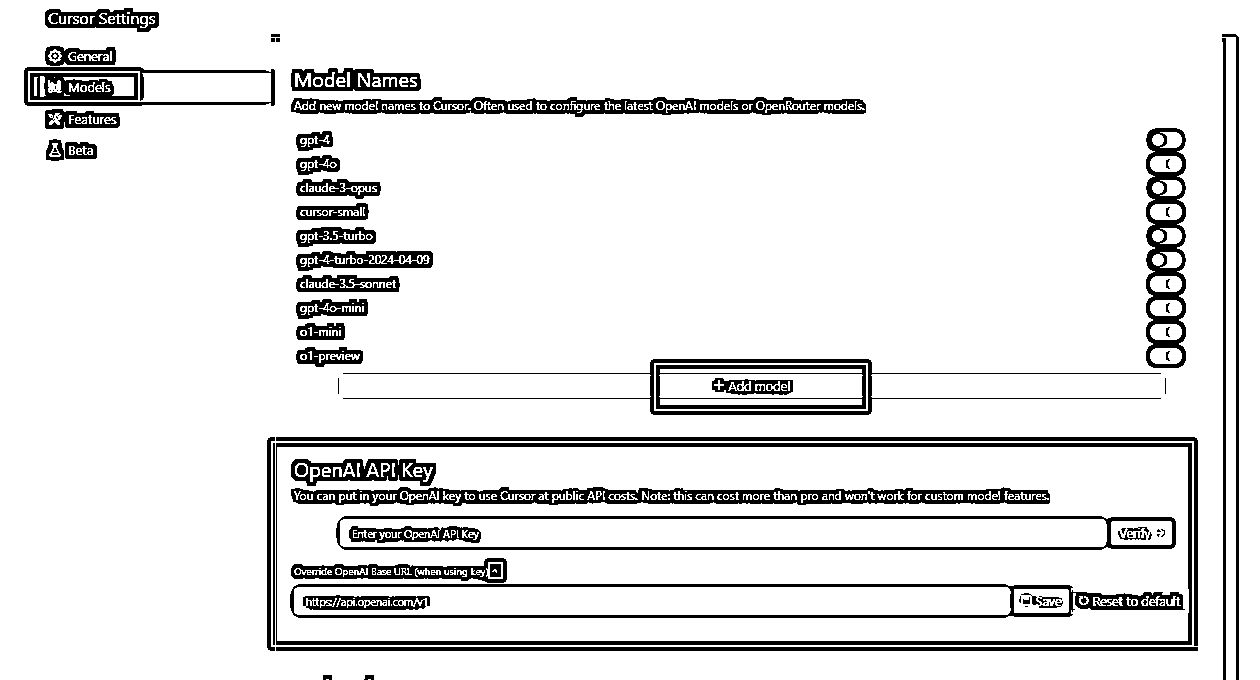 Cursor Settings
General
Models
Features
Beta
Model Names
Add new model names to Cursor. Often used to configure the latest OpenAI models or OpenRouter models.
gpt-4
gpt-4o
claude-3-opus
cursor-small
gpt-3.5-turbo
gpt-4-turbo-2024-04-09
claude-3.5-sonnet
gpt-4o-mini
o1-mini
o1-preview
+ Add model
OpenAI API Key
You can put in your OpenAI key to use Cursor at public API costs. Note: this can cost more than pro and won't work for custom model features.
Enter your OpenAI API Key
Verify
Override OpenAI Base URL (when using key)
https://api.openai.com/v1
Save
Reset to default